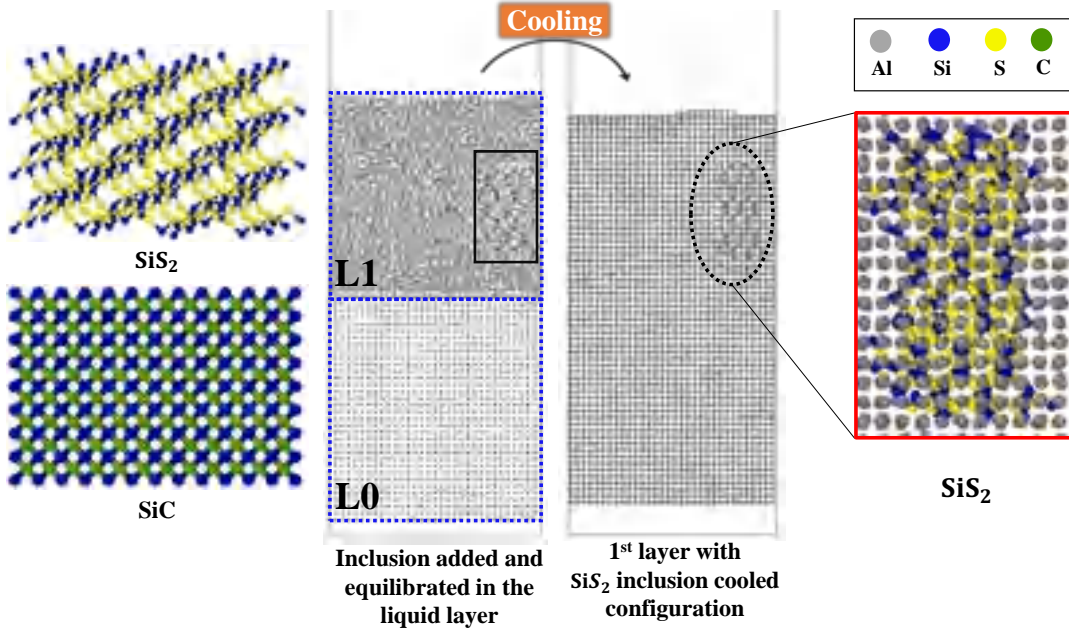 Cooling
Al Si S C
SiS₂
L1
L0
SiC
SiS₂
Inclusion added and
equilibrated in the
liquid layer
1ˢᵗ layer with
SiS₂ inclusion cooled
configuration